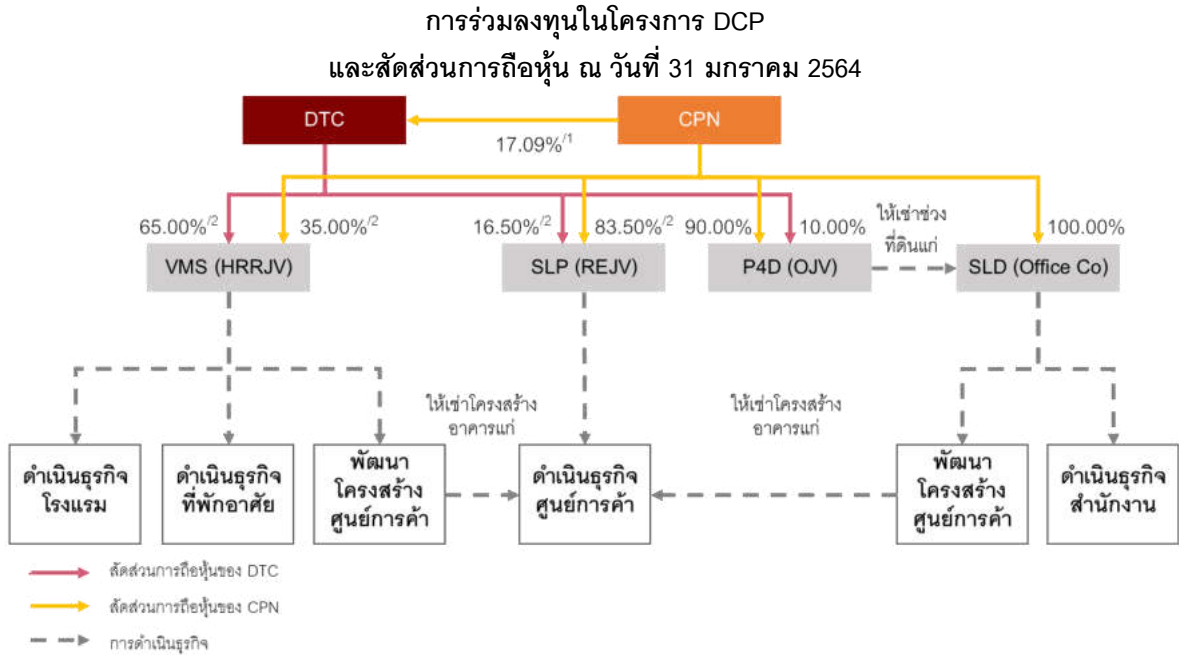 การร่วมลงทุนในโครงการ DCP
และสัดส่วนการถือหุ้น ณ วันที่ 31 มกราคม 2564
DTC
CPN
17.09%/1
65.00%/2
35.00%/2
16.50%/2
83.50%/2
90.00%
10.00%
ให้เช่าช่วง
ที่ดินแก่
100.00%
VMS (HRRJV)
SLP (REJV)
P4D (OJV)
SLD (Office Co)
ให้เช่าโครงสร้าง
อาคารแก่
ให้เช่าโครงสร้าง
อาคารแก่
ดำเนินธุรกิจ
โรงแรม
ดำเนินธุรกิจ
ที่พักอาศัย
พัฒนา
โครงสร้าง
ศูนย์การค้า
ดำเนินธุรกิจ
ศูนย์การค้า
พัฒนา
โครงสร้าง
ศูนย์การค้า
ดำเนินธุรกิจ
สำนักงาน
สัดส่วนการถือหุ้นของ DTC
สัดส่วนการถือหุ้นของ CPN
การดำเนินธุรกิจ